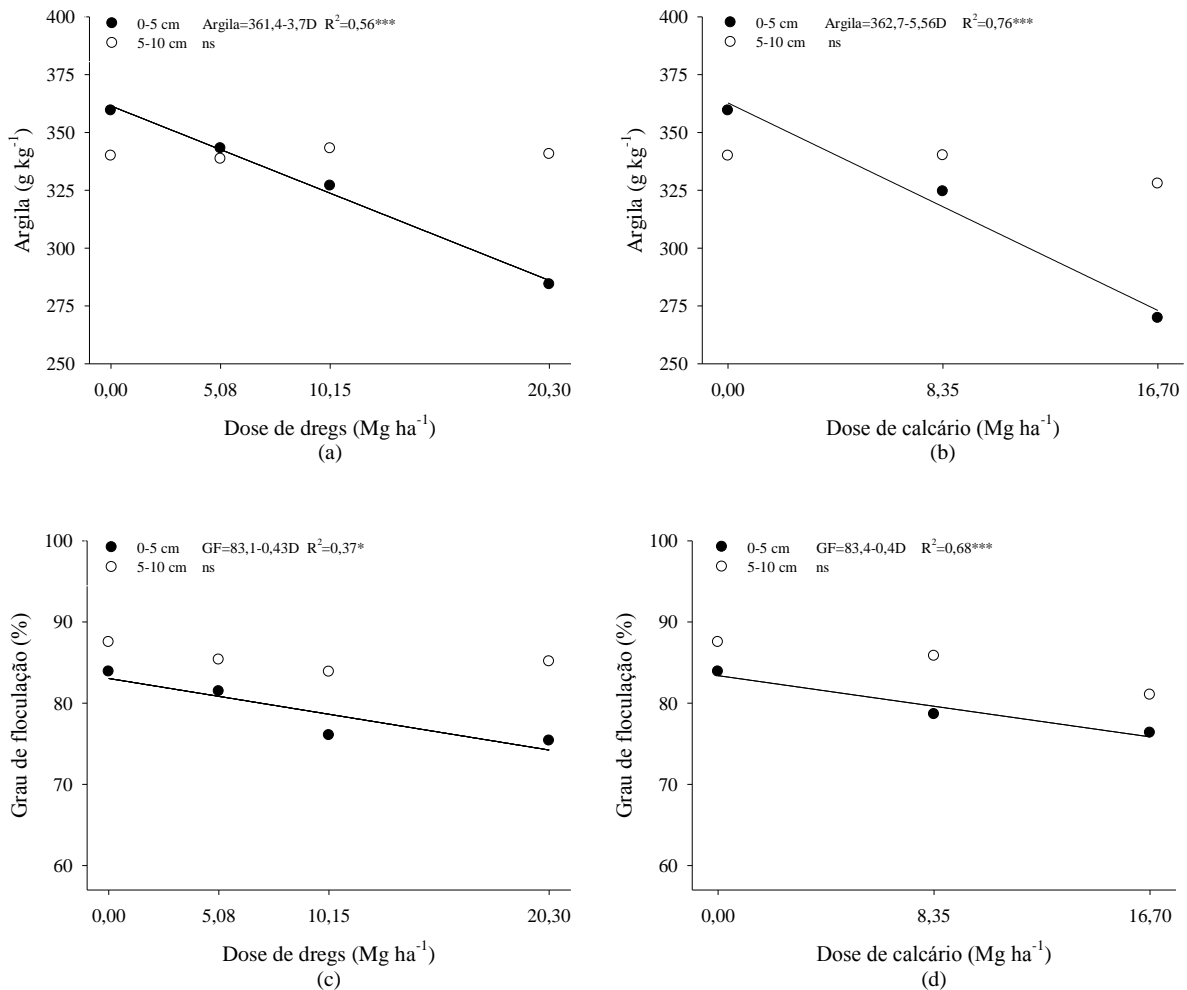 0-5 cm Argila=361,4-3,7D R²=0,56***
5-10 cm ns
400
375
350
325
300
275
250
Argila (g kg⁻¹)
0,00 5,08 10,15 20,30
Dose de dregs (Mg ha⁻¹)
(a)
0-5 cm Argila=362,7-5,56D R²=0,76***
5-10 cm ns
400
375
350
325
300
275
250
Argila (g kg⁻¹)
0,00 8,35 16,70
Dose de calcário (Mg ha⁻¹)
(b)
0-5 cm GF=83,1-0,43D R²=0,37*
5-10 cm ns
100
90
80
70
60
Grau de floculação (%)
0,00 5,08 10,15 20,30
Dose de dregs (Mg ha⁻¹)
(c)
0-5 cm GF=83,4-0,4D R²=0,68***
5-10 cm ns
100
90
80
70
60
Grau de floculação (%)
0,00 8,35 16,70
Dose de calcário (Mg ha⁻¹)
(d)